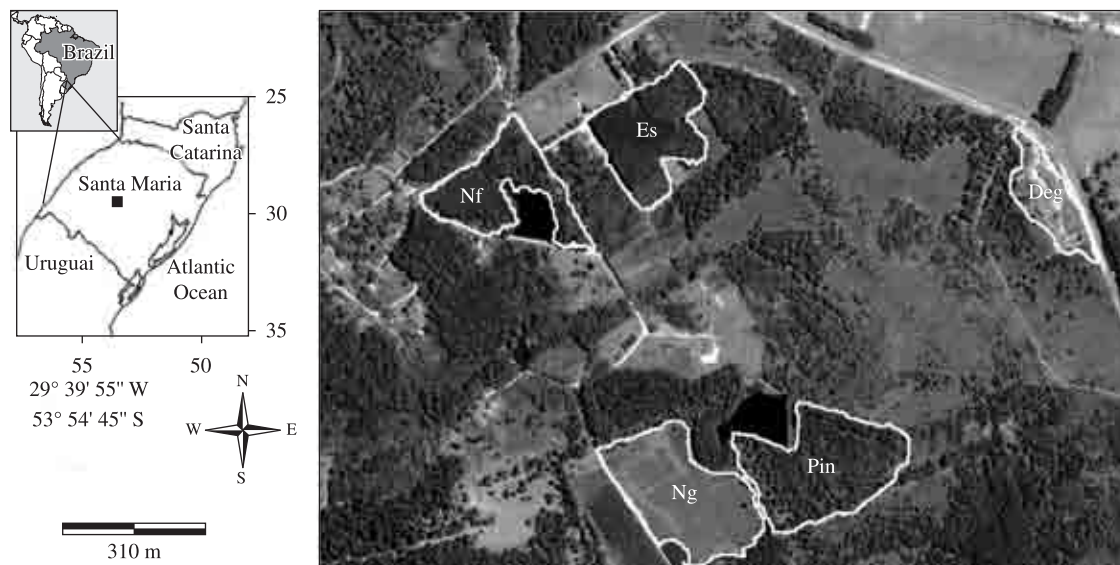 Brazil
25
Santa
Catarina
Santa Maria
30
Uruguai
Atlantic
Ocean
35
55
50
29° 39' 55" W
53° 54' 45" S
N
W
E
S
310 m
Es
Nf
Deg
Pin
Ng